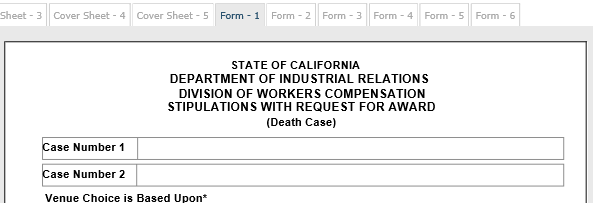 Sheet - 3 Cover Sheet - 4 Cover Sheet - 5 Form - 1 Form - 2 Form - 3 Form - 4 Form - 5 Form - 6
STATE OF CALIFORNIA
DEPARTMENT OF INDUSTRIAL RELATIONS
DIVISION OF WORKERS COMPENSATION
STIPULATIONS WITH REQUEST FOR AWARD
(Death Case)
Case Number 1
Case Number 2
Venue Choice is Based Upon*